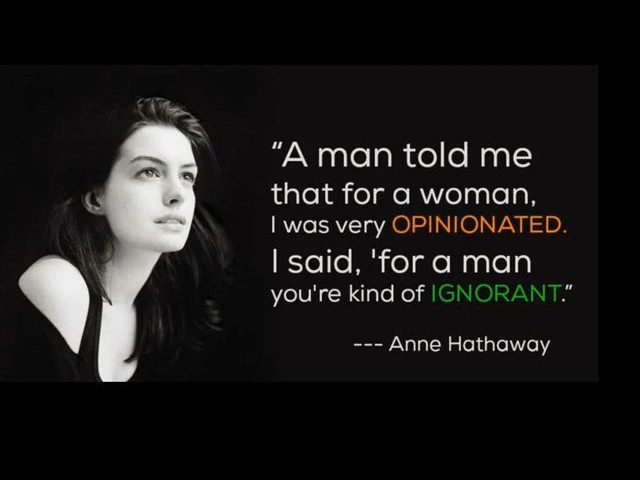 “A man told me
that for a woman,
I was very OPINIONATED.
I said, 'for a man
you're kind of IGNORANT.”
--- Anne Hathaway